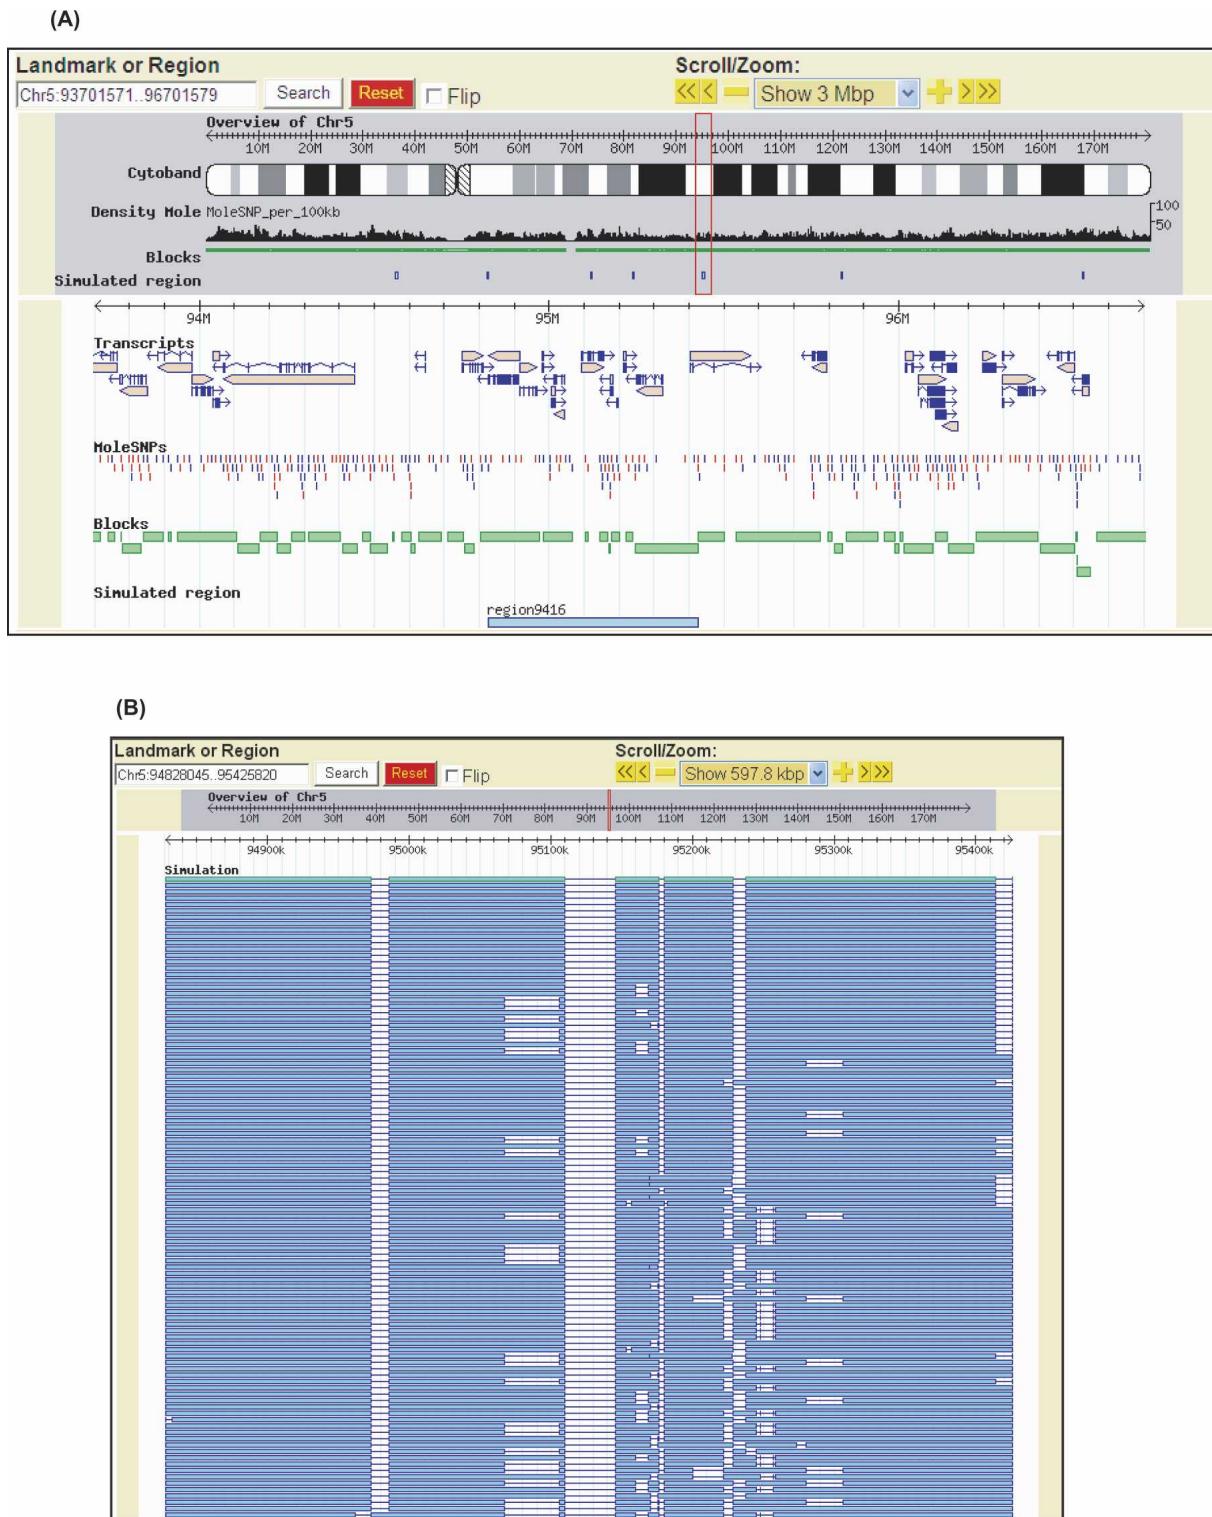 (A)
Landmark or Region
Scroll/Zoom:
Chr5:93701571..96701579 Search Reset Flip << < Show 3 Mbp > >>
Overview of Chr5
10M 20M 30M 40M 50M 60M 70M 80M 90M 100M 110M 120M 130M 140M 150M 160M 170M
Cytoband
Density Mole MoleSNP_per_100kb 100
50
Blocks
Simulated region
94M 95M 96M
Transcripts
MoleSNPs
Blocks
Simulated region
region9416
(B)
Landmark or Region
Scroll/Zoom:
Chr5:94828045..95425820 Search Reset Flip << < Show 597.8 kbp > >>
Overview of Chr5
10M 20M 30M 40M 50M 60M 70M 80M 90M 100M 110M 120M 130M 140M 150M 160M 170M
94900k 95000k 95100k 95200k 95300k 95400k
Simulation